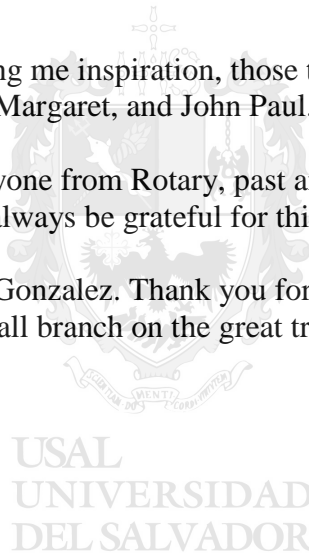 ng me inspiration, those t
Margaret, and John Paul.
yone from Rotary, past a
always be grateful for thi
Gonzalez. Thank you for
all branch on the great tr
USAL
UNIVERSIDAD
DEL SALVADOR